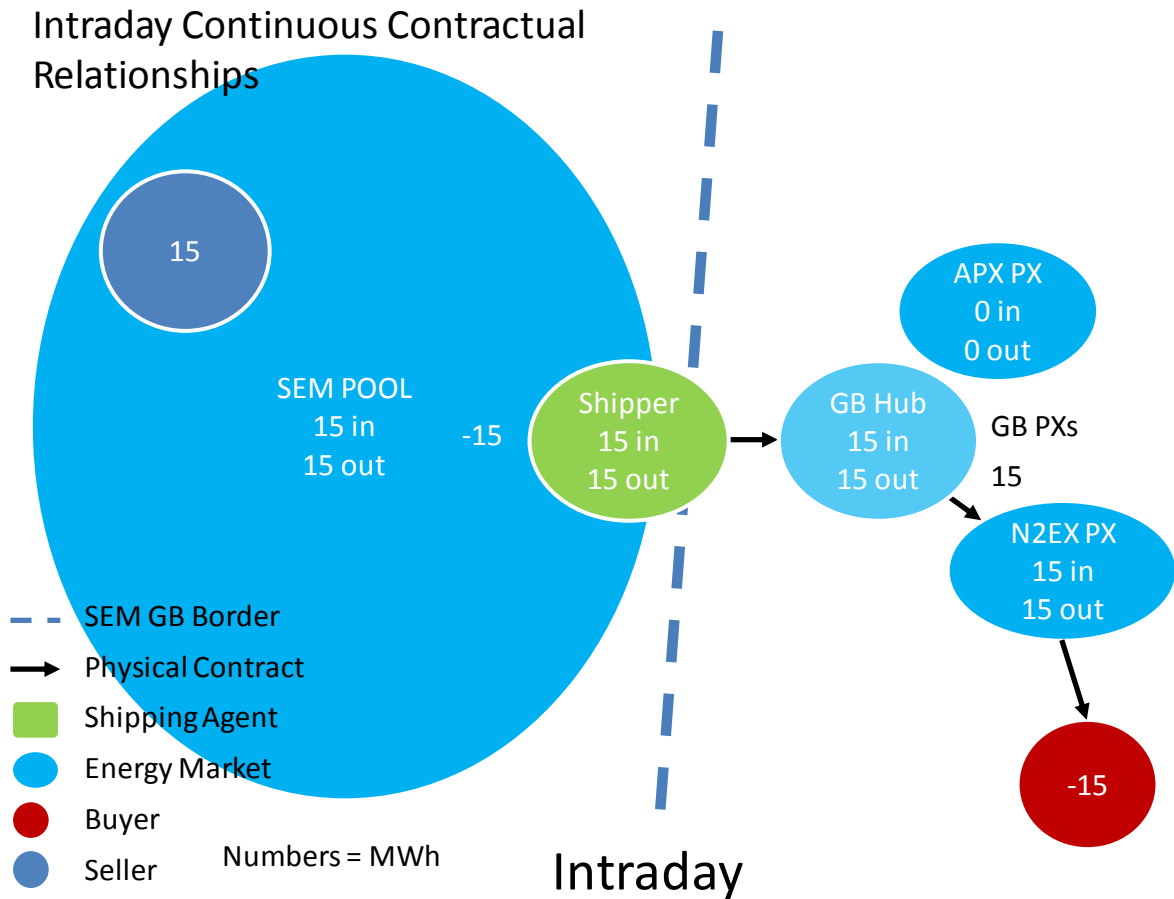 Intraday Continuous Contractual
Relationships
15
SEM POOL
15 in
15 out
-15
Shipper
15 in
15 out
GB Hub
15 in
15 out
APX PX
0 in
0 out
GB PXs
15
N2EX PX
15 in
15 out
-15
SEM GB Border
Physical Contract
Shipping Agent
Energy Market
Buyer
Seller
Numbers = MWh
Intraday